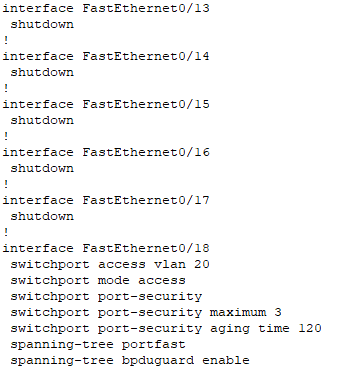 interface FastEthernet0/13
 shutdown
!
interface FastEthernet0/14
 shutdown
!
interface FastEthernet0/15
 shutdown
!
interface FastEthernet0/16
 shutdown
!
interface FastEthernet0/17
 shutdown
!
interface FastEthernet0/18
 switchport access vlan 20
 switchport mode access
 switchport port-security
 switchport port-security maximum 3
 switchport port-security aging time 120
 spanning-tree portfast
 spanning-tree bpduguard enable